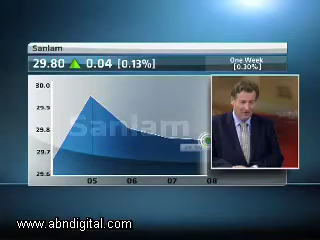 Sanlam
29.80 0.04 [0.13%]
One Week
[0.30%]
30.0
29.9
29.8
29.7
29.6
Sanlam
05 06 07 08
www.abndigital.com